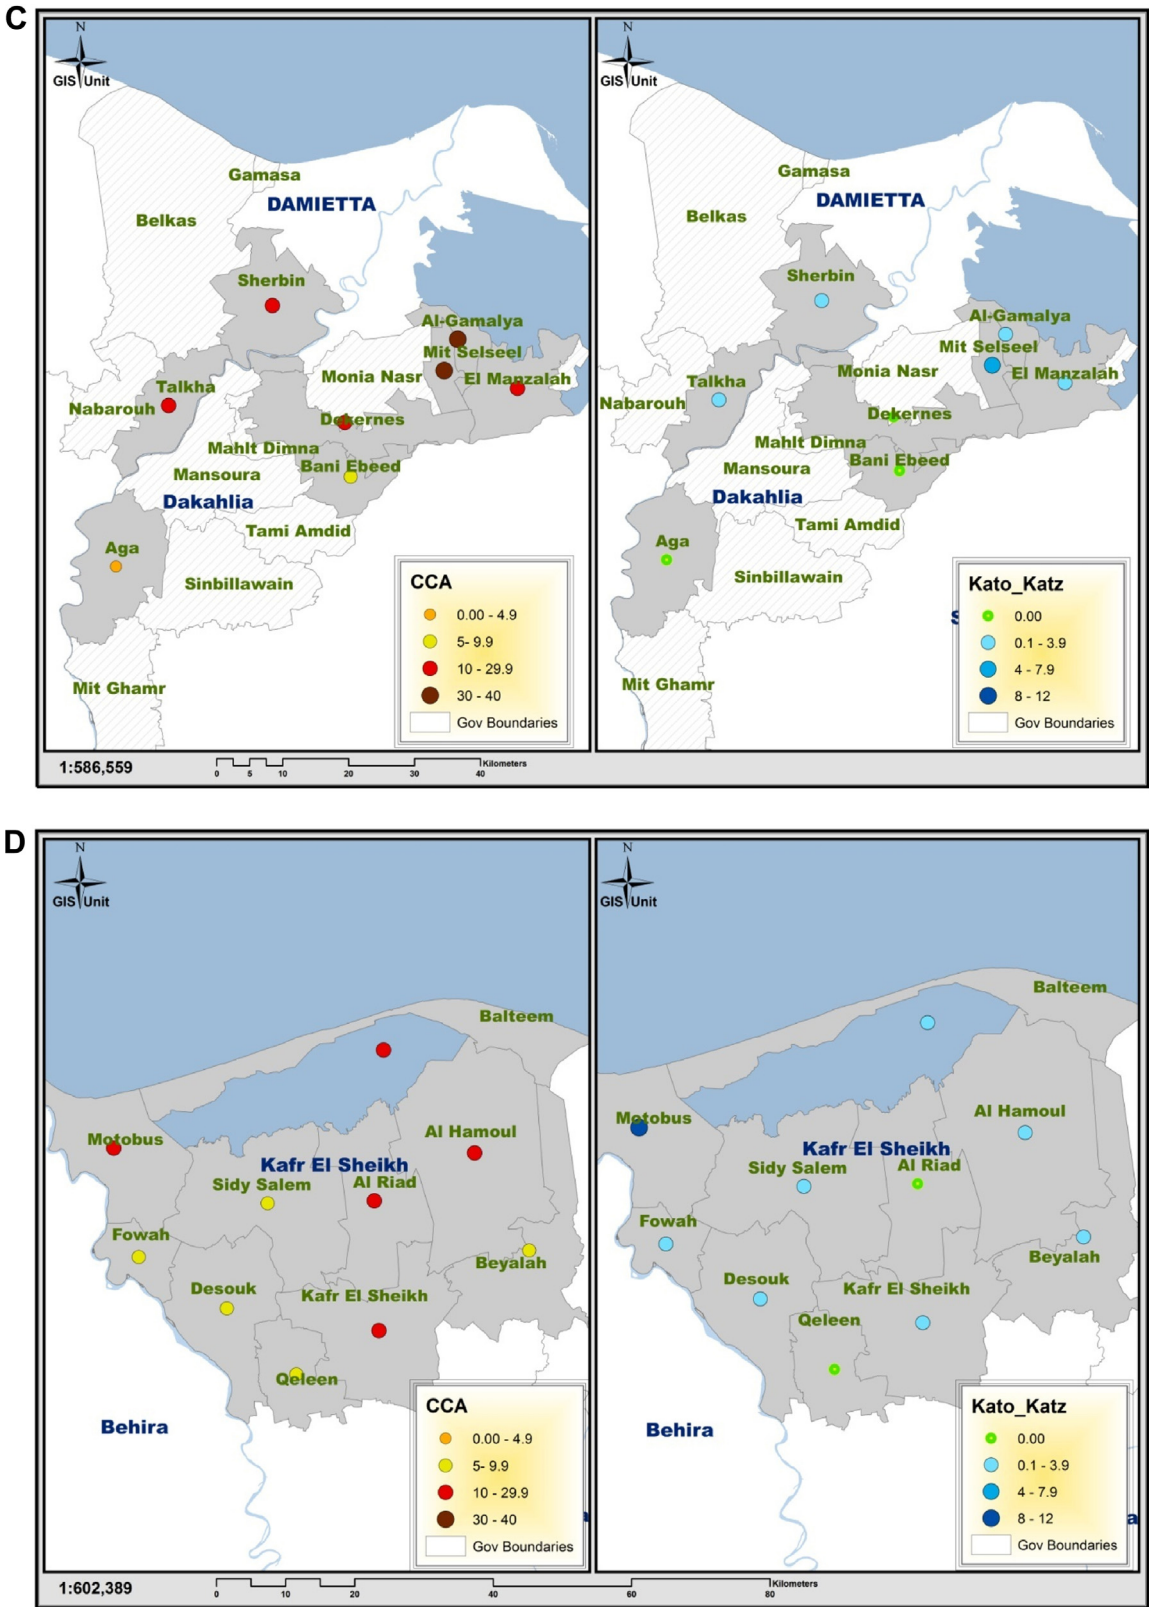 C
N
GIS Unit
Gamasa
DAMIETTA
Belkas
Sherbin
Al-Gamalya
Mit Selseel
Monia Nasr
El Manzalah
Talkha
Nabarouh
Dekernes
Mahlt Dimna
Bani Ebeed
Mansoura
Dakahlia
Tami Amdid
Aga
Sinbillawain
Mit Ghamr
CCA
0.00 - 4.9
5- 9.9
10 - 29.9
30 - 40
Gov Boundaries
N
GIS Unit
Gamasa
DAMIETTA
Belkas
Sherbin
Al-Gamalya
Mit Selseel
Monia Nasr
El Manzalah
Talkha
Nabarouh
Dekernes
Mahlt Dimna
Bani Ebeed
Mansoura
Dakahlia
Tami Amdid
Aga
Sinbillawain
Mit Ghamr
Kato_Katz
0.00
0.1 - 3.9
4 - 7.9
8 - 12
Gov Boundaries
1:586,559
0 5 10 20 30 40 Kilometers
D
N
GIS Unit
Balteem
Motobus
Al Hamoul
Kafr El Sheikh
Sidy Salem
Al Riad
Fowah
Beyalah
Desouk
Kafr El Sheikh
Qeleen
Behira
CCA
0.00 - 4.9
5- 9.9
10 - 29.9
30 - 40
Gov Boundaries
N
GIS Unit
Balteem
Motobus
Al Hamoul
Kafr El Sheikh
Sidy Salem
Al Riad
Fowah
Beyalah
Desouk
Kafr El Sheikh
Qeleen
Behira
Kato_Katz
0.00
0.1 - 3.9
4 - 7.9
8 - 12
Gov Boundaries
1:602,389
0 10 20 40 60 80 Kilometers